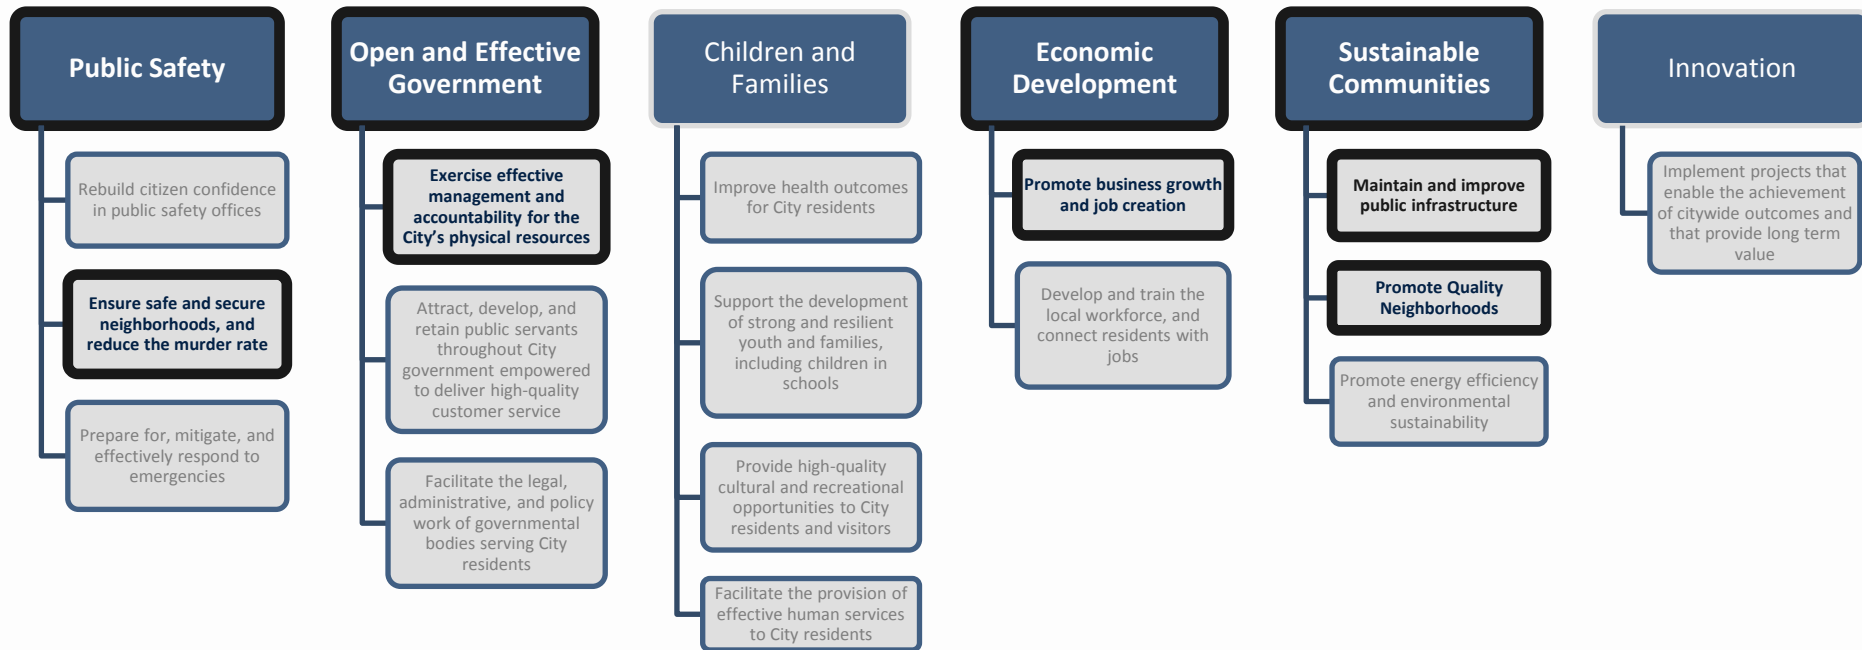 Public Safety
Rebuild citizen confidence
in public safety offices
Ensure safe and secure
neighborhoods, and
reduce the murder rate
Prepare for, mitigate, and
effectively respond to
emergencies
Open and Effective
Government
Exercise effective
management and
accountability for the
City's physical resources
Attract, develop, and
retain public servants
throughout City
government empowered
to deliver high-quality
customer service
Facilitate the legal,
administrative, and policy
work of governmental
bodies serving City
residents
Children and
Families
Improve health outcomes
for City residents
Support the development
of strong and resilient
youth and families,
including children in
schools
Provide high-quality
cultural and recreational
opportunities to City
residents and visitors
Facilitate the provision of
effective human services
to City residents
Economic
Development
Promote business growth
and job creation
Develop and train the
local workforce, and
connect residents with
jobs
Sustainable
Communities
Maintain and improve
public infrastructure
Promote Quality
Neighborhoods
Promote energy efficiency
and environmental
sustainability
Innovation
Implement projects that
enable the achievement
of citywide outcomes and
that provide long term
value